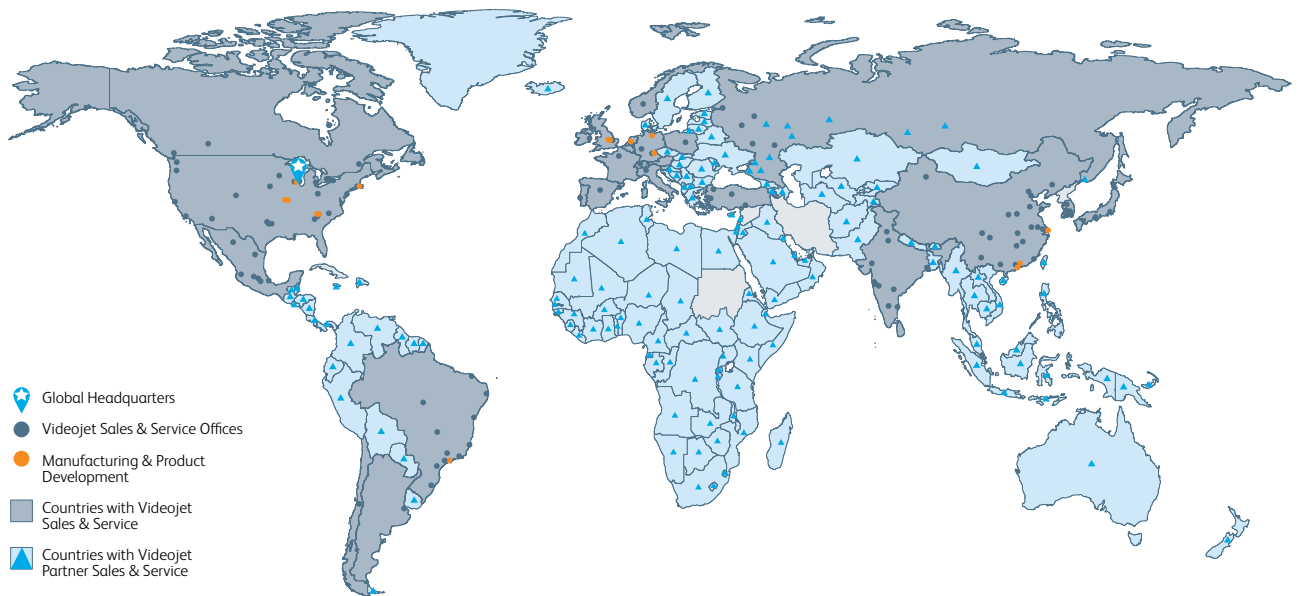 Global Headquarters
Videojet Sales & Service Offices
Manufacturing & Product
Development
Countries with Videojet
Sales & Service
Countries with Videojet
Partner Sales & Service